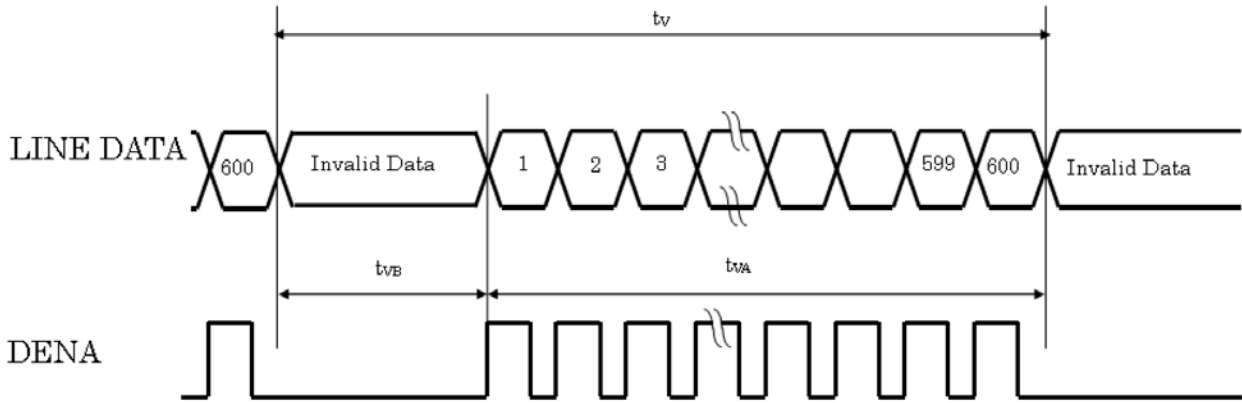 tV
LINE DATA
600
Invalid Data
1
2
3
599
600
Invalid Data
tVB
tVA
DENA